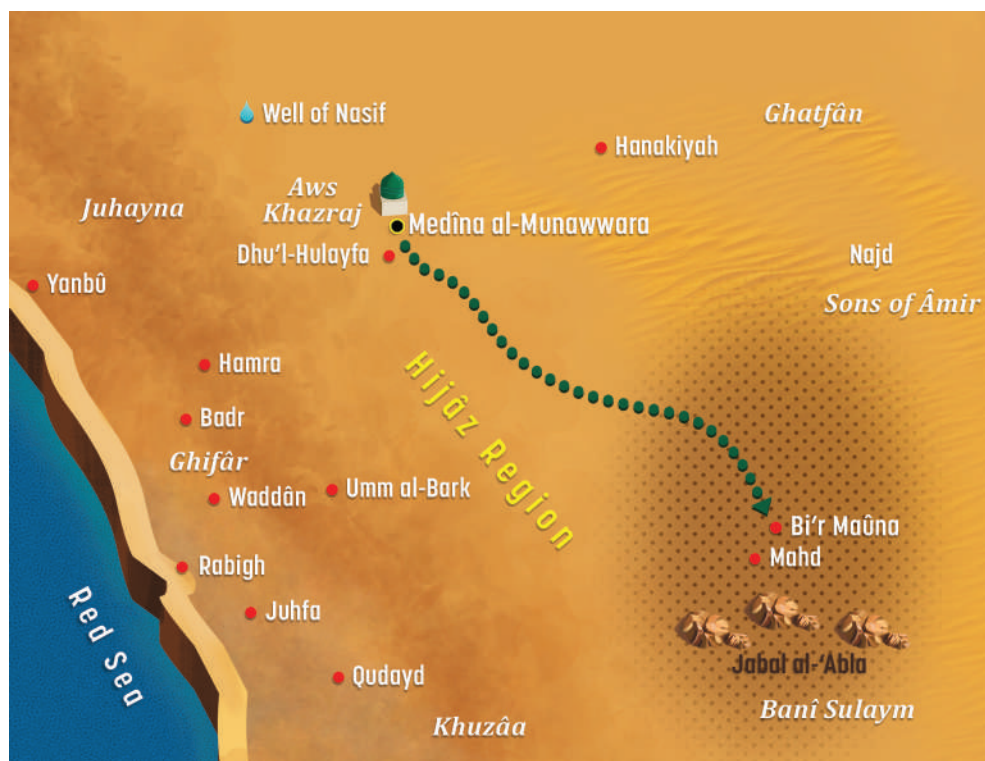 Well of Nasif
Ghatfân
Hanakiyah
Aws
Khazraj
Juhayna
Medîna al-Munawwara
Dhu'l-Hulayfa
Najd
Yanbû
Sons of Âmir
Hamra
Hijâz Region
Badr
Ghifâr
Waddân
Umm al-Bark
Bi'r Maûna
Mahd
Rabigh
Juhfa
Red Sea
Jabal al-'Abla
Qudayd
Banî Sulaym
Khuzâa